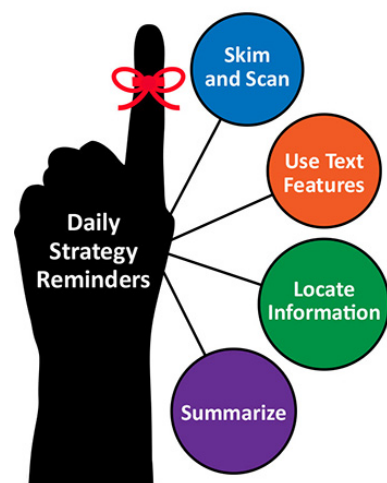 Skim
and Scan
Use Text
Features
Daily
Strategy
Reminders
Locate
Information
Summarize